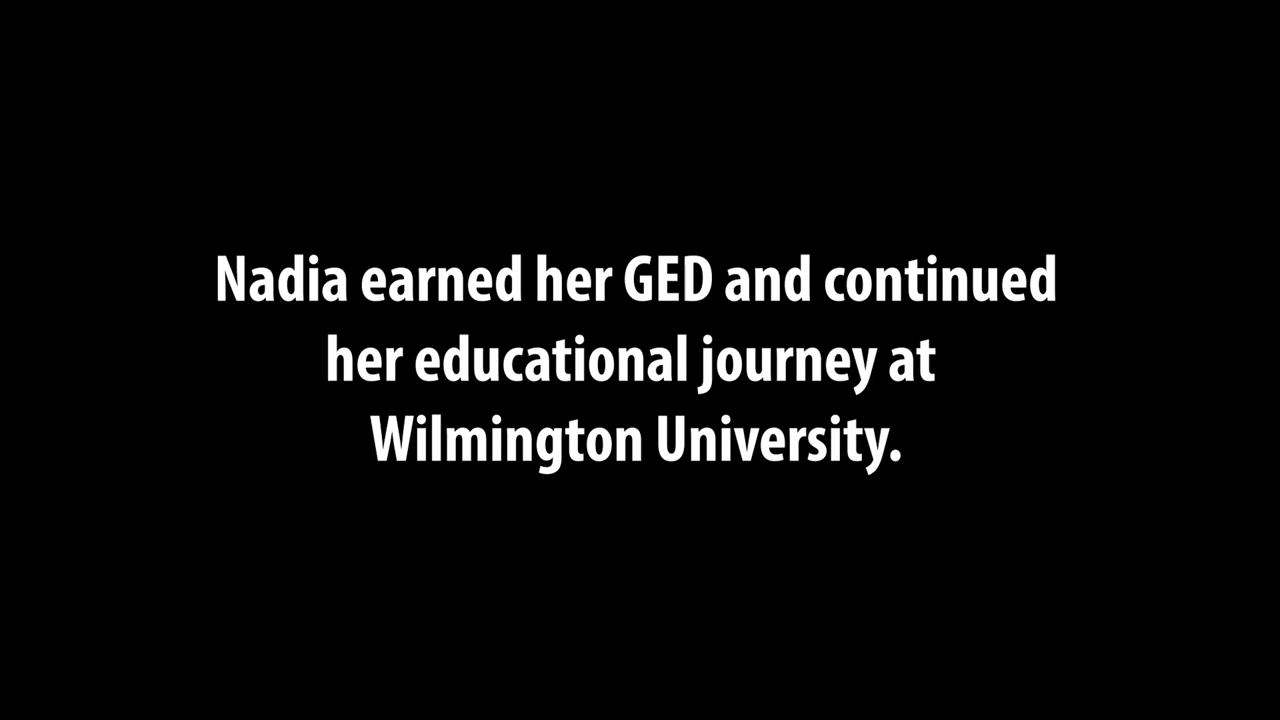 Nadia earned her GED and continued
her educational journey at
Wilmington University.